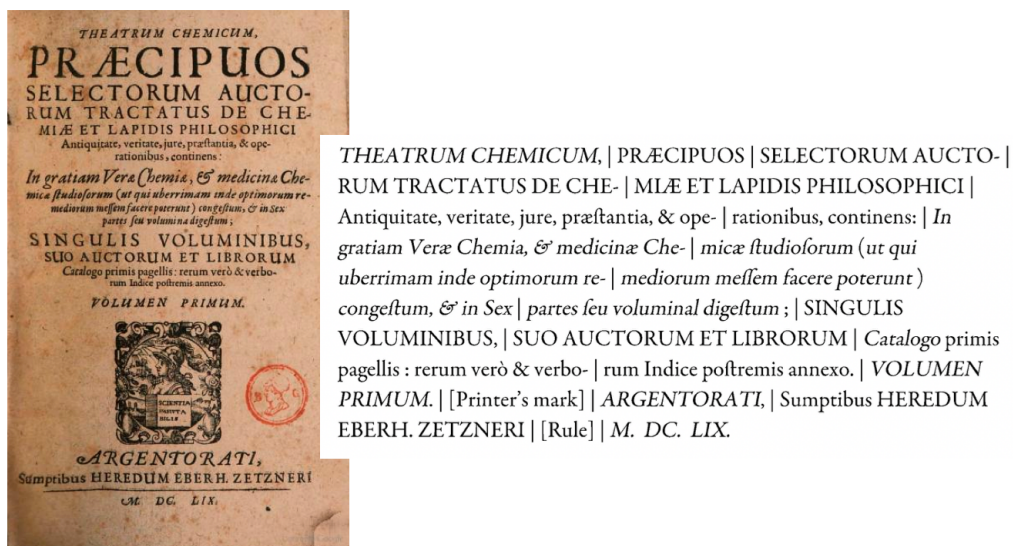 THEATRUM CHEMICUM,
PRÆCIPUOS
SELECTORUM AUCTO-
RUM TRACTATUS DE CHE-
MIÆ ET LAPIDIS PHILOSOPHICI
Antiquitate, veritate, jure, præſtantia, & ope-
rationibus, continens:
In gratiam Veræ Chemiæ, & medicinæ Che-
micæ ſtudioſorum (ut qui uberrimam inde optimorum re-
mediorum meſſem facere poterunt) congeſtum, & in Sex
partes ſeu volumina digeſtum;
SINGULIS VOLUMINIBUS,
SUO AUCTORUM ET LIBRORUM
Catalogo primis pagellis: rerum verò & verbo-
rum Indice poſtremis annexo.
VOLUMEN PRIMUM.
SCIENTIA
IMMUTA
BILIS
B C
ARGENTORATI,
Sumptibus HEREDUM EBERH. ZETZNERI
M DC LIX.
THEATRUM CHEMICUM, | PRÆCIPUOS | SELECTORUM AUCTO- |
RUM TRACTATUS DE CHE- | MIÆ ET LAPIDIS PHILOSOPHICI |
Antiquitate, veritate, jure, præſtantia, & ope- | rationibus, continens: | In
gratiam Veræ Chemia, & medicinæ Che- | micæ ſtudioſorum (ut qui
uberrimam inde optimorum re- | mediorum meſſem facere poterunt )
congeſtum, & in Sex | partes ſeu voluminal digeſtum ; | SINGULIS
VOLUMINIBUS, | SUO AUCTORUM ET LIBRORUM | Catalogo primis
pagellis : rerum verò & verbo- | rum Indice poſtremis annexo. | VOLUMEN
PRIMUM. | [Printer’s mark] | ARGENTORATI, | Sumptibus HEREDUM
EBERH. ZETZNERI | [Rule] | M. DC. LIX.